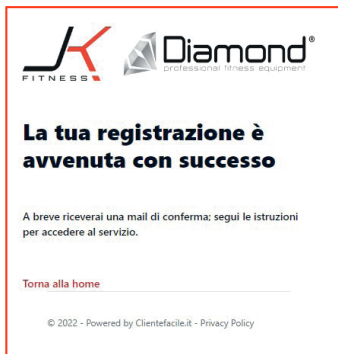 JK
FITNESS
Diamond®
professional fitness equipment
La tua registrazione è
avvenuta con successo
A breve riceverai una mail di conferma; segui le istruzioni
per accedere al servizio.
Torna alla home
© 2022 - Powered by Clientefacile.it - Privacy Policy